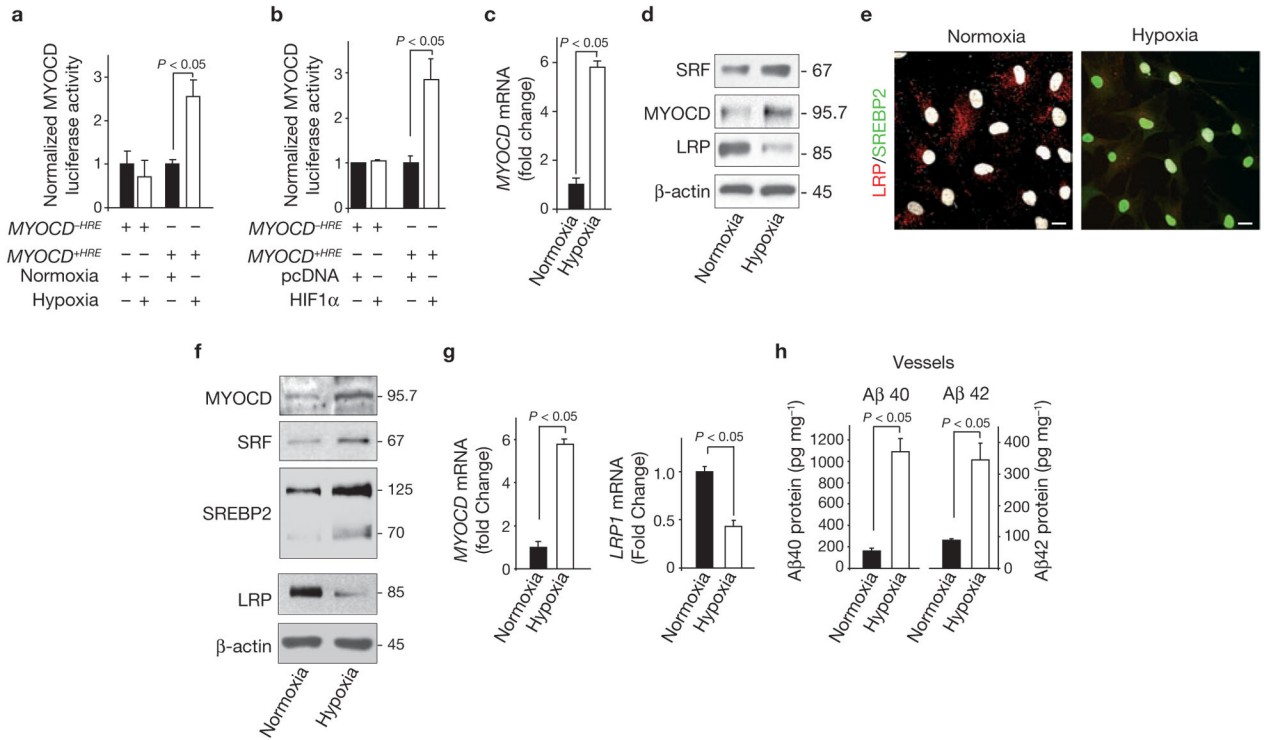 a
Normalized MYOCD
luciferase activity
3
2
1
0
P < 0.05
MYOCD–HRE + + – –
MYOCD+HRE – – + +
Normoxia + – + –
Hypoxia – + – +
b
Normalized MYOCD
luciferase activity
3
2
1
0
P < 0.05
MYOCD–HRE + + – –
MYOCD+HRE – – + +
pcDNA + – + –
HIF1α – + – +
c
MYOCD mRNA
(fold change)
6
4
2
0
P < 0.05
Normoxia
Hypoxia
d
SRF - 67
MYOCD - 95.7
LRP - 85
β-actin - 45
Normoxia
Hypoxia
e
Normoxia Hypoxia
LRP/SREBP2
f
MYOCD - 95.7
SRF - 67
SREBP2 - 125
- 70
LRP - 85
β-actin - 45
Normoxia
Hypoxia
g
MYOCD mRNA
(fold Change)
6
4
2
0
P < 0.05
Normoxia
Hypoxia
LRP1 mRNA
(Fold Change)
1.0
0.5
0
P < 0.05
Normoxia
Hypoxia
h
Vessels
Aβ 40 Aβ 42
Aβ40 protein (pg mg–1)
1200
1000
800
600
400
200
0
P < 0.05
Normoxia
Hypoxia
P < 0.05
Normoxia
Hypoxia
400
300
200
100
0
Aβ42 protein (pg mg–1)